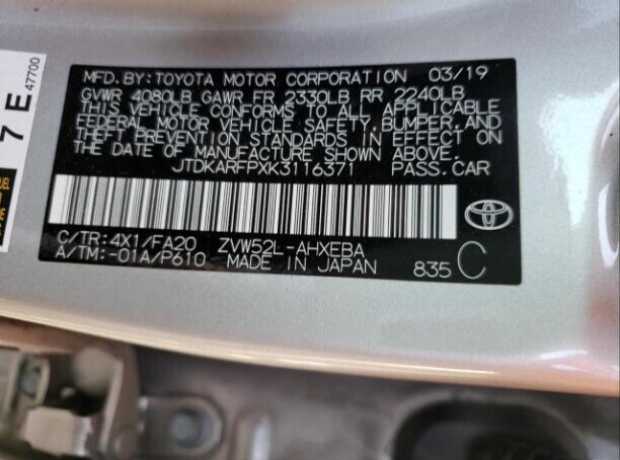 MFD. BY: TOYOTA MOTOR CORPORATION 03/19
GVWR 4080LB GAWR FR 2330LB RR 2240LB
THIS VEHICLE CONFORMS TO ALL APPLICABLE
FEDERAL MOTOR VEHICLE SAFETY, BUMPER, AND
THEFT PREVENTION STANDARDS IN EFFECT ON
THE DATE OF MANUFACTURE SHOWN ABOVE.
JTDKARFPXK3116371 PASS. CAR
C/TR: 4X1/FA20 ZVW52L-AHXEBA
A/TM: -01A/P610 MADE IN JAPAN 835 C
7 E 47700